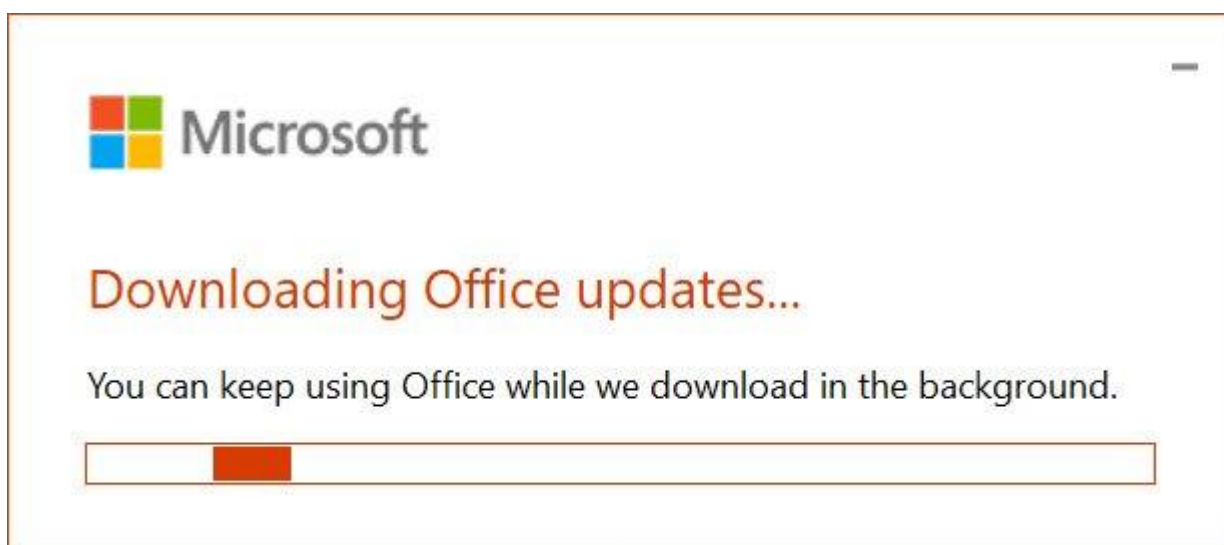 Microsoft
Downloading Office updates...
You can keep using Office while we download in the background.